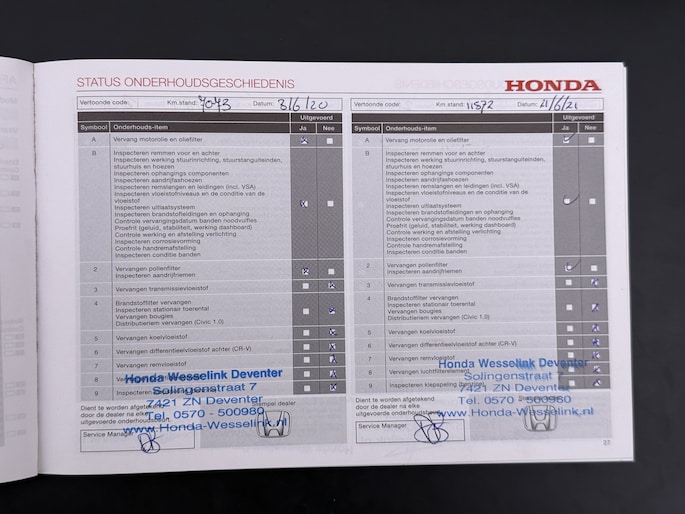 STATUS ONDERHOUDSGESCHIEDENIS
HONDA
Vertoonde code: Km.stand: 7043 Datum: 3/6/20
Uitgevoerd
Symbool Onderhouds-item Ja Nee
A Vervang motorolie en oliefilter
B Inspecteren remmen voor en achter
Inspecteren werking stuurinrichting, stuurstanguiteinden,
stuurhuis en hoezen
Inspecteren ophangings componenten
Inspecteren aandrijfashoezen
Inspecteren remslangen en leidingen (incl. VSA)
Inspecteren vloeistofniveaus en de conditie van de
vloeistof
Inspecteren uitlaatsysteem
Inspecteren brandstofleidingen en ophanging
Controle vervangingsdatum banden noodvulfles
Proefrit (geluid, stabiliteit, werking dashboard)
Controle werking en afstelling verlichting
Inspecteren corrosievorming
Controle handremafstelling
Inspecteren conditie banden
2 Vervangen pollenfilter
Inspecteren aandrijfriemen
3 Vervangen transmissievloeistof
4 Brandstoffilter vervangen
Inspecteren stationair toerental
Vervangen bougies
Distributieriem vervangen (Civic 1.0)
5 Vervangen koelvloeistof
6 Vervangen differentieelvloeistof achter (CR-V)
7 Vervangen remvloeistof
8
9 Inspecteren
Honda Wesselink Deventer
Solingenstraat 7
7421 ZN Deventer
Tel. 0570 - 500980
www.Honda-Wesselink.nl
Dient te worden afgetekend
door de dealer na elke
uitgevoerde onderhoudsbeurt.
Stempel dealer
Service Manager
Vertoonde code: Km.stand: 11872 Datum: 4/6/21
Uitgevoerd
Symbool Onderhouds-item Ja Nee
A Vervang motorolie en oliefilter
B Inspecteren remmen voor en achter
Inspecteren werking stuurinrichting, stuurstanguiteinden,
stuurhuis en hoezen
Inspecteren ophangings componenten
Inspecteren aandrijfashoezen
Inspecteren remslangen en leidingen (incl. VSA)
Inspecteren vloeistofniveaus en de conditie van de
vloeistof
Inspecteren uitlaatsysteem
Inspecteren brandstofleidingen en ophanging
Controle vervangingsdatum banden noodvulfles
Proefrit (geluid, stabiliteit, werking dashboard)
Controle werking en afstelling verlichting
Inspecteren corrosievorming
Controle handremafstelling
Inspecteren conditie banden
2 Vervangen pollenfilter
Inspecteren aandrijfriemen
3 Vervangen transmissievloeistof
4 Brandstoffilter vervangen
Inspecteren stationair toerental
Vervangen bougies
Distributieriem vervangen (Civic 1.0)
5 Vervangen koelvloeistof
6 Vervangen differentieelvloeistof achter (CR-V)
7 Vervangen remvloeistof
8 Vervangen luchtfilterelement
9 Inspecteren klepspeling
Honda Wesselink Deventer
Solingenstraat 7
7421 ZN Deventer
Tel. 0570 - 500980
www.Honda-Wesselink.nl
Dient te worden afgetekend
door de dealer na elke
uitgevoerde onderhoudsbeurt.
Service Manager
27